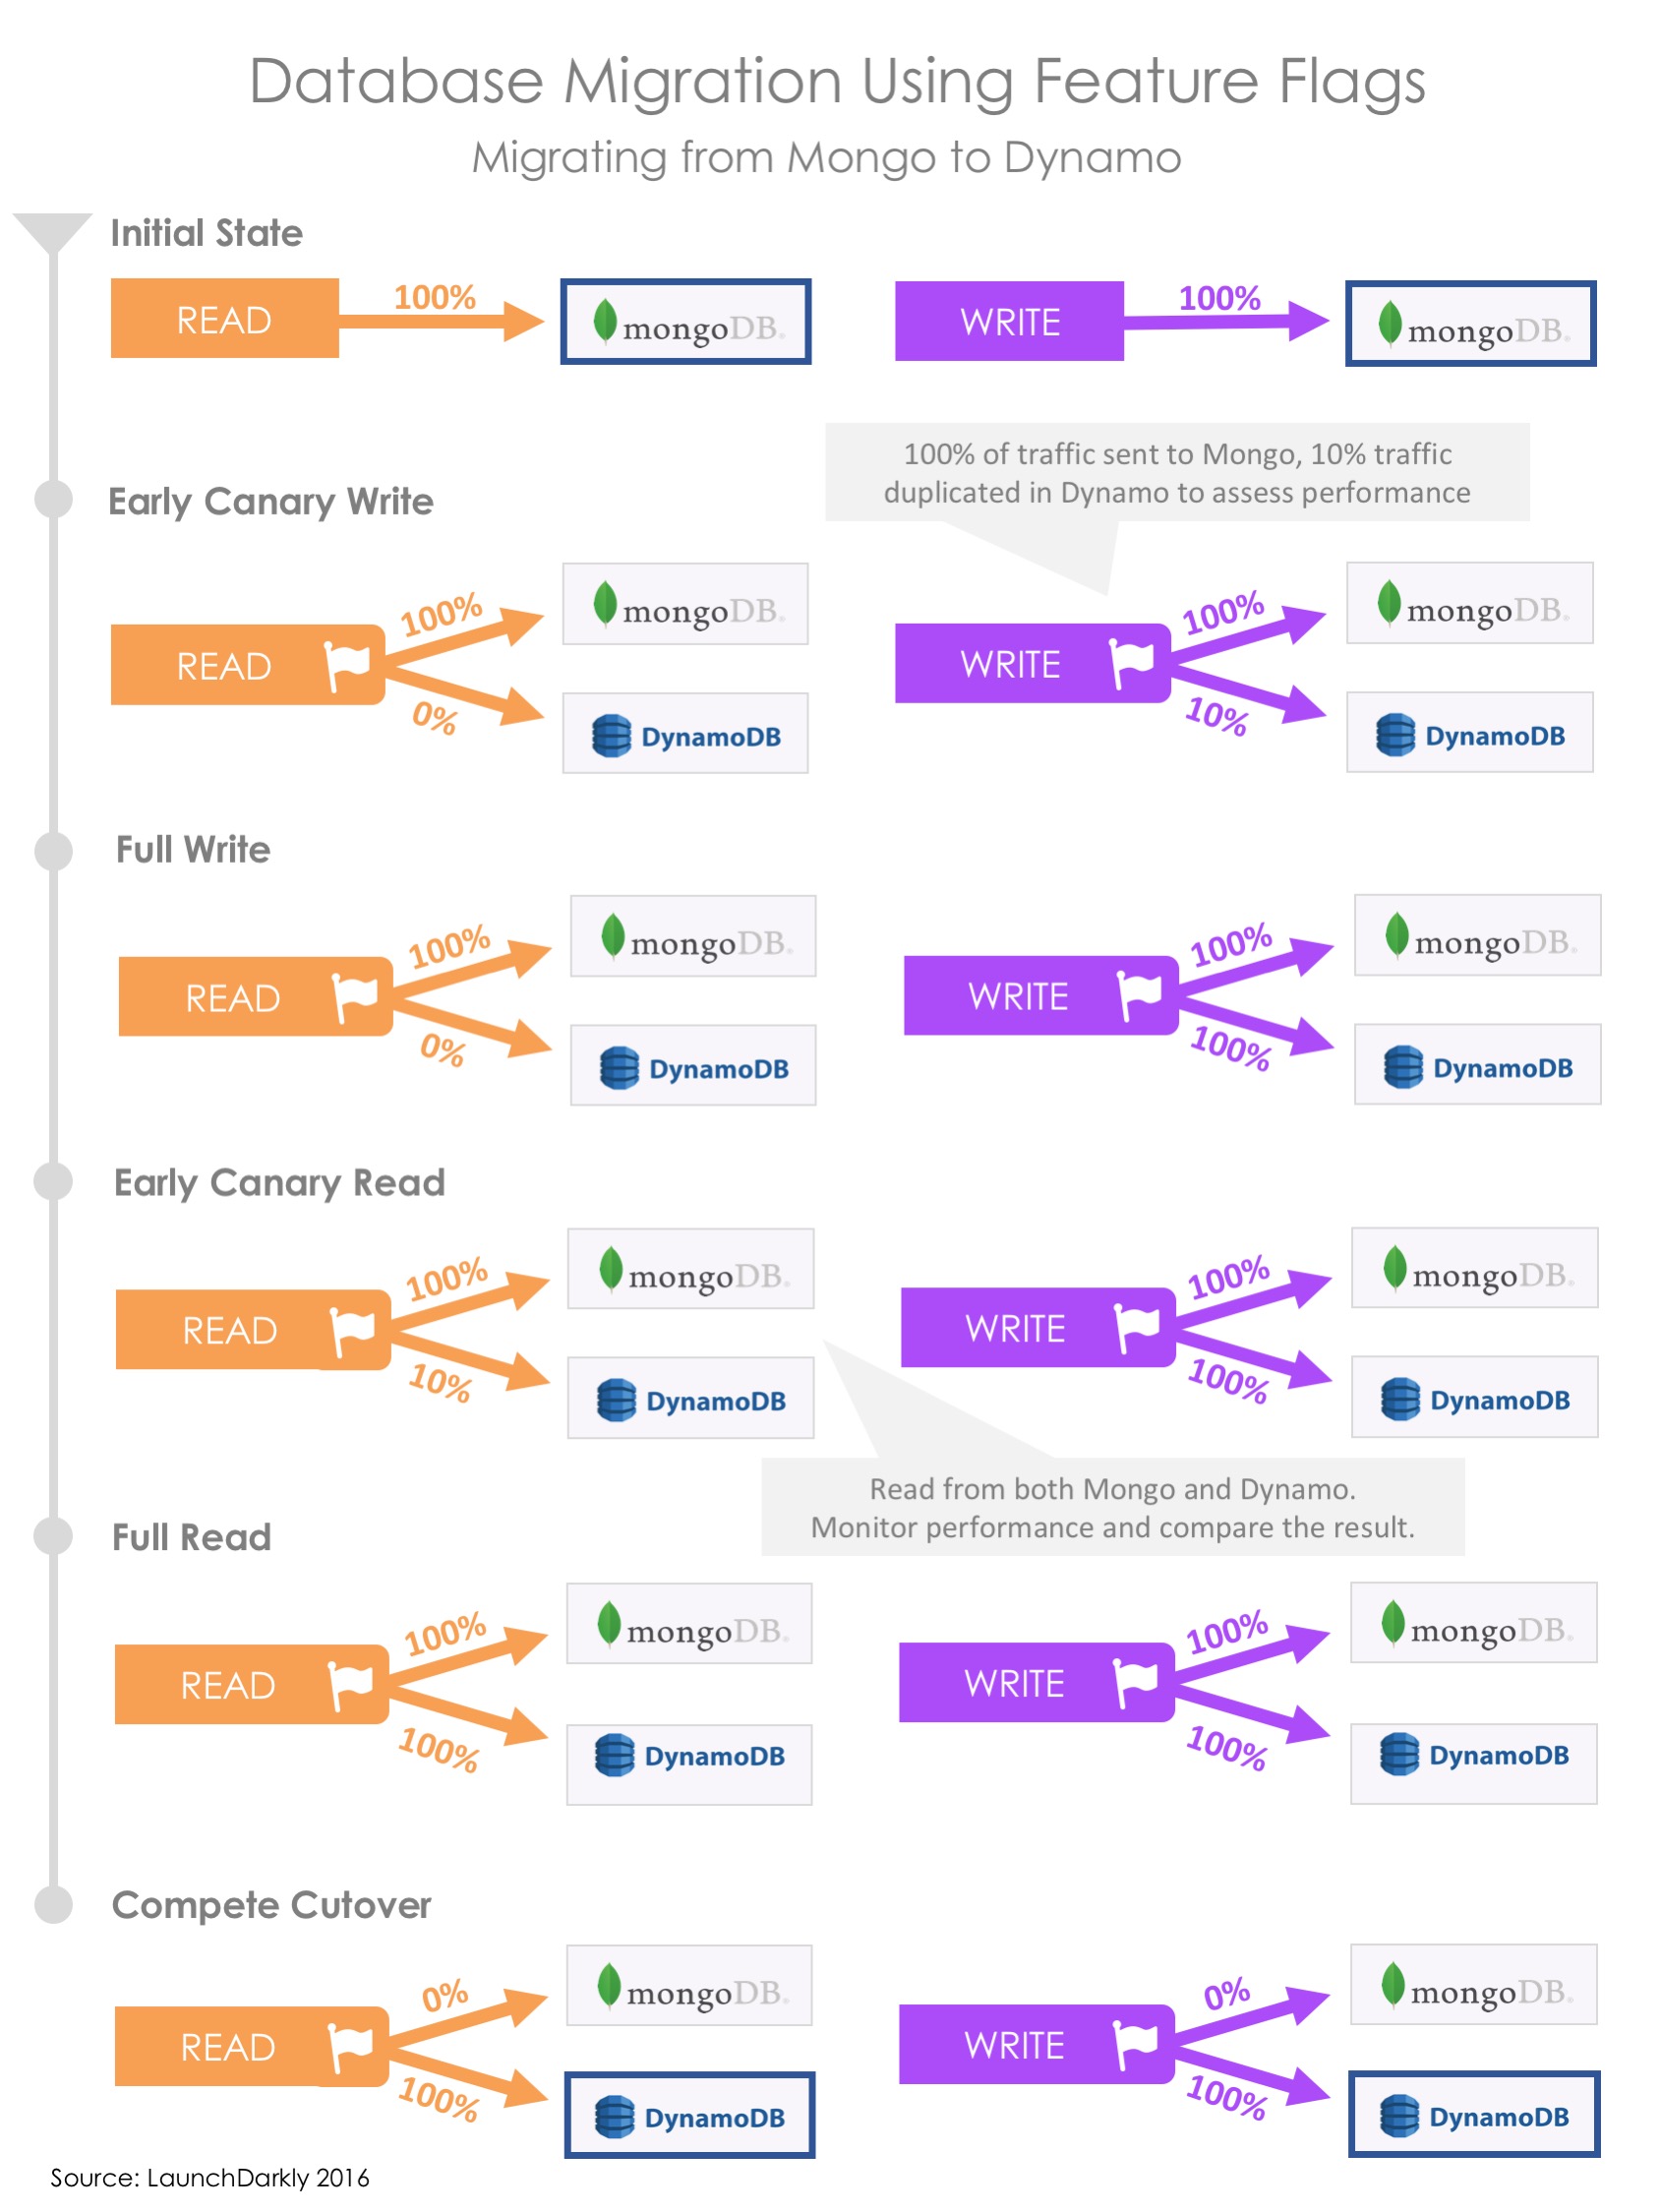 Database Migration Using Feature Flags
Migrating from Mongo to Dynamo
Initial State
READ
100%
mongoDB.
WRITE
100%
mongoDB.
100% of traffic sent to Mongo, 10% traffic
duplicated in Dynamo to assess performance
Early Canary Write
READ
100%
mongoDB.
0%
DynamoDB
WRITE
100%
mongoDB.
10%
DynamoDB
Full Write
READ
100%
mongoDB.
0%
DynamoDB
WRITE
100%
mongoDB.
100%
DynamoDB
Early Canary Read
READ
100%
mongoDB.
10%
DynamoDB
WRITE
100%
mongoDB.
100%
DynamoDB
Read from both Mongo and Dynamo.
Monitor performance and compare the result.
Full Read
READ
100%
mongoDB.
100%
DynamoDB
WRITE
100%
mongoDB.
100%
DynamoDB
Compete Cutover
READ
0%
mongoDB.
100%
DynamoDB
WRITE
0%
mongoDB.
100%
DynamoDB
Source: LaunchDarkly 2016